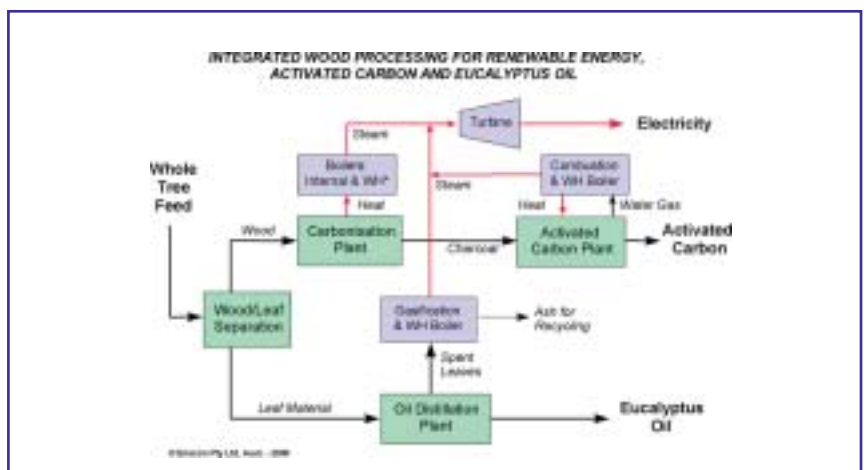 INTEGRATED WOOD PROCESSING FOR RENEWABLE ENERGY,
ACTIVATED CARBON AND EUCALYPTUS OIL
Turbine
Electricity
Steam
Whole
Tree
Feed
Boilers
Internal & WH*
Steam
Combustion
& WH Boiler
Heat
Heat
Water Gas
Wood
Carbonisation
Plant
Charcoal
Activated
Carbon Plant
Activated
Carbon
Wood/Leaf
Separation
Gasification
& WH Boiler
Ash for
Recycling
Spent
Leaves
Leaf Material
Oil Distillation
Plant
Eucalyptus
Oil
Pty Ltd,